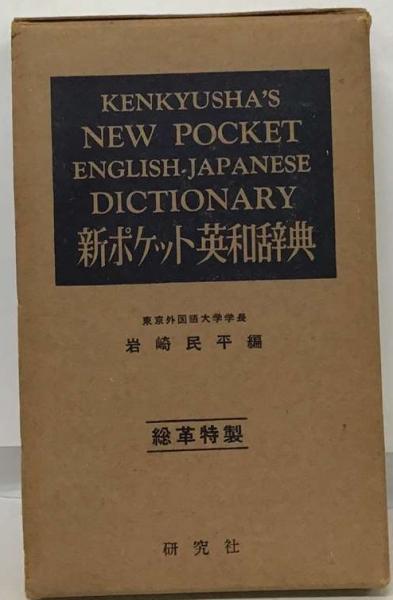 KENKYUSHA'S
NEW POCKET
ENGLISH-JAPANESE
DICTIONARY
新ポケット英和辞典
東京外国語大学学長
岩崎民平編
総革特製
研究社